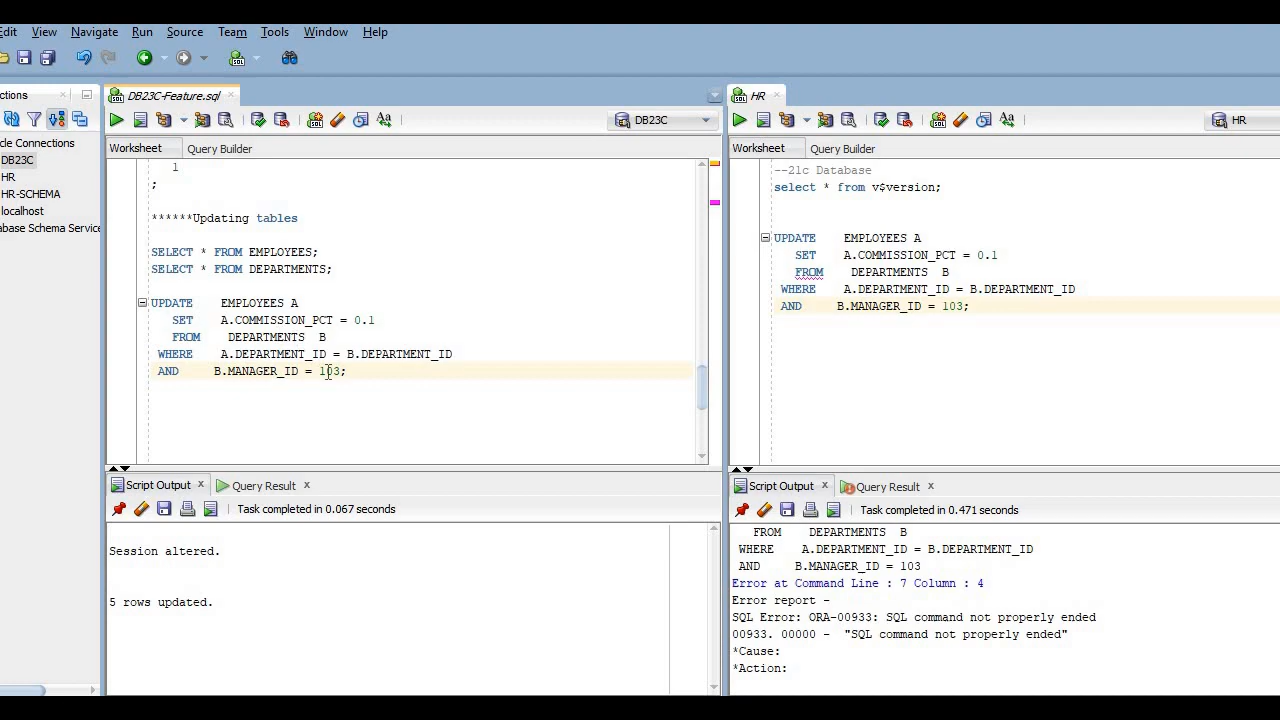 Edit View Navigate Run Source Team Tools Window Help
ctions
cle Connections
DB23C
HR
HR-SCHEMA
localhost
base Schema Service
DB23C-Feature.sql
DB23C
Worksheet Query Builder
1
;
******Updating tables
SELECT * FROM EMPLOYEES;
SELECT * FROM DEPARTMENTS;
UPDATE EMPLOYEES A
SET A.COMMISSION_PCT = 0.1
FROM DEPARTMENTS B
WHERE A.DEPARTMENT_ID = B.DEPARTMENT_ID
AND B.MANAGER_ID = 103;
Script Output Query Result
Task completed in 0.067 seconds
Session altered.
5 rows updated.
HR
HR
Worksheet Query Builder
--21c Database
select * from v$version;
UPDATE EMPLOYEES A
SET A.COMMISSION_PCT = 0.1
FROM DEPARTMENTS B
WHERE A.DEPARTMENT_ID = B.DEPARTMENT_ID
AND B.MANAGER_ID = 103;
Script Output Query Result
Task completed in 0.471 seconds
FROM DEPARTMENTS B
WHERE A.DEPARTMENT_ID = B.DEPARTMENT_ID
AND B.MANAGER_ID = 103
Error at Command Line : 7 Column : 4
Error report -
SQL Error: ORA-00933: SQL command not properly ended
00933. 00000 - "SQL command not properly ended"
*Cause:
*Action: